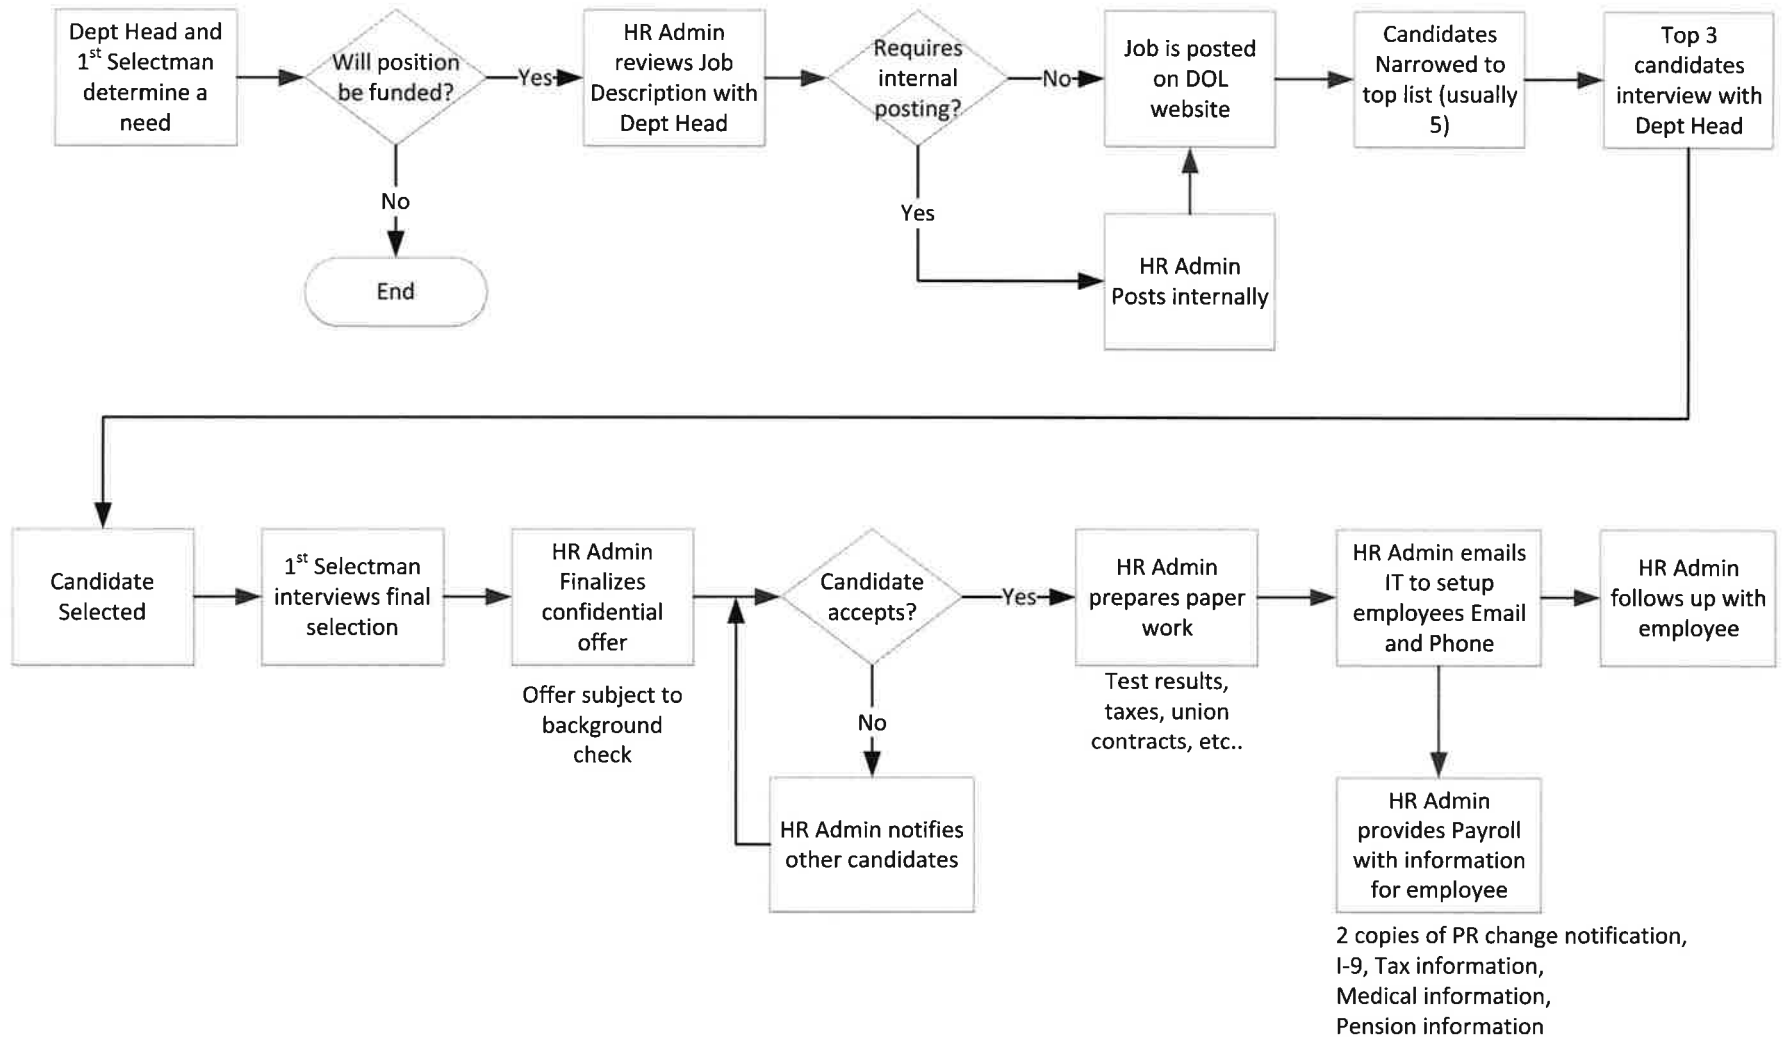 Dept Head and
1st Selectman
determine a
need
Will position
be funded?
Yes
No
End
HR Admin
reviews Job
Description with
Dept Head
Requires
internal
posting?
No
Yes
HR Admin
Posts internally
Job is posted
on DOL
website
Candidates
Narrowed to
top list (usually
5)
Top 3
candidates
interview with
Dept Head
Candidate
Selected
1st Selectman
interviews final
selection
HR Admin
Finalizes
confidential
offer
Offer subject to
background
check
Candidate
accepts?
Yes
No
HR Admin notifies
other candidates
HR Admin
prepares paper
work
Test results,
taxes, union
contracts, etc..
HR Admin emails
IT to setup
employees Email
and Phone
HR Admin
follows up with
employee
HR Admin
provides Payroll
with information
for employee
2 copies of PR change notification,
I-9, Tax information,
Medical information,
Pension information